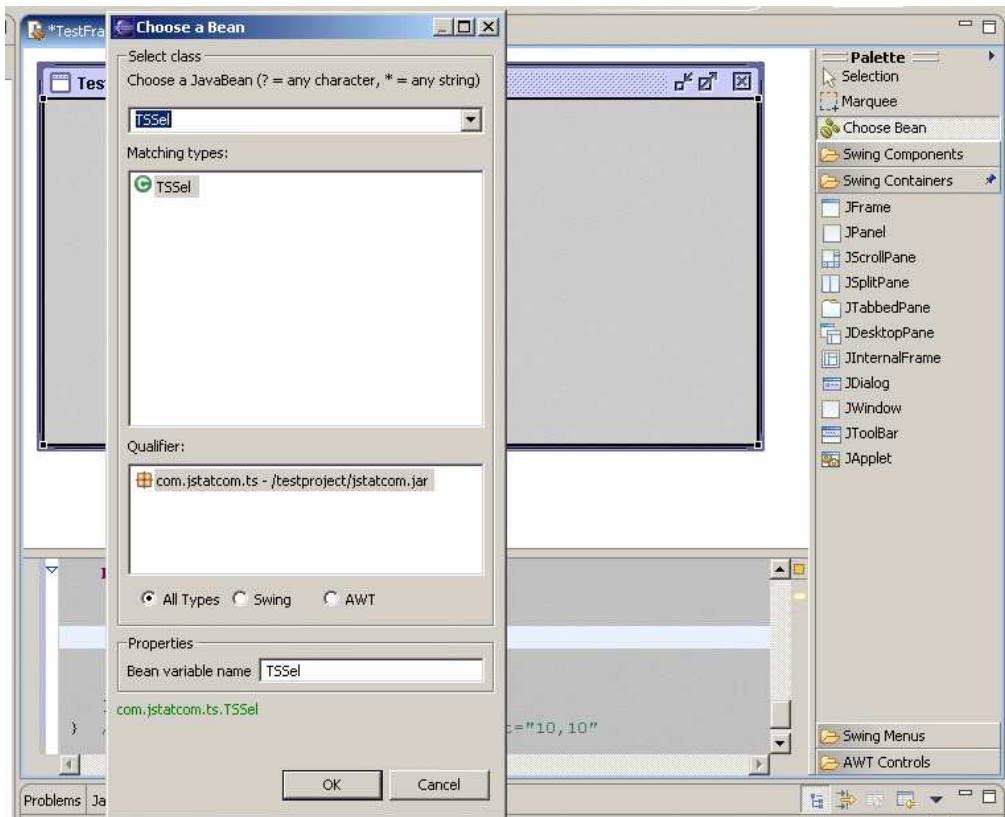 *TestFra
Choose a Bean
Select class
Choose a JavaBean (? = any character, * = any string)
TSSel
Matching types:
TSSel
Qualifier:
com.jstatcom.ts - /testproject/jstatcom.jar
All Types
Swing
AWT
Properties
Bean variable name
TSSel
com.jstatcom.ts.TSSel
OK
Cancel
Tes
} /
c="10,10"
Problems
Ja
Palette
Selection
Marquee
Choose Bean
Swing Components
Swing Containers
JFrame
JPanel
JScrollPane
JSplitPane
JTabbedPane
JDesktopPane
JInternalFrame
JDialog
JWindow
JToolBar
JApplet
Swing Menus
AWT Controls